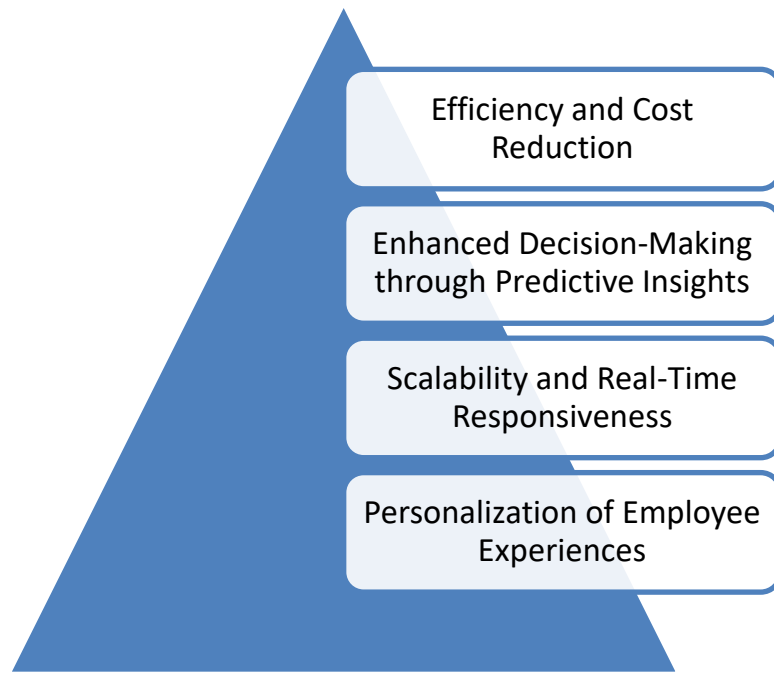 Efficiency and Cost
Reduction
Enhanced Decision-Making
through Predictive Insights
Scalability and Real-Time
Responsiveness
Personalization of Employee
Experiences